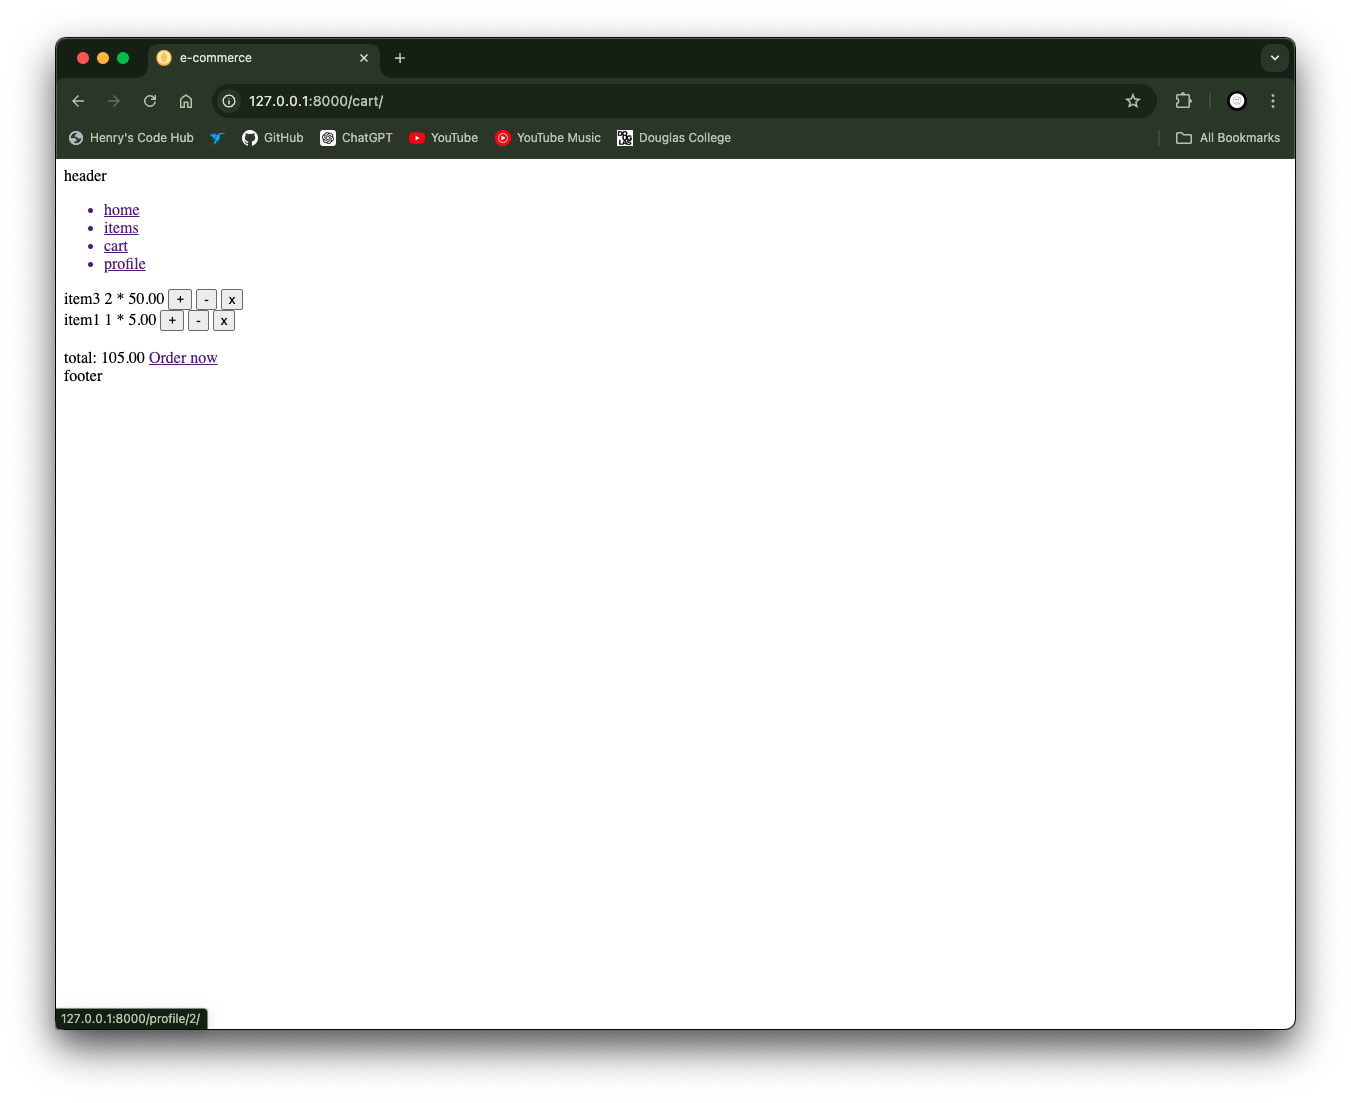 e-commerce
127.0.0.1:8000/cart/
Henry's Code Hub GitHub ChatGPT YouTube YouTube Music Douglas College All Bookmarks
header
home
items
cart
profile
item3 2 * 50.00 + - x
item1 1 * 5.00 + - x
total: 105.00 Order now
footer
127.0.0.1:8000/profile/2/